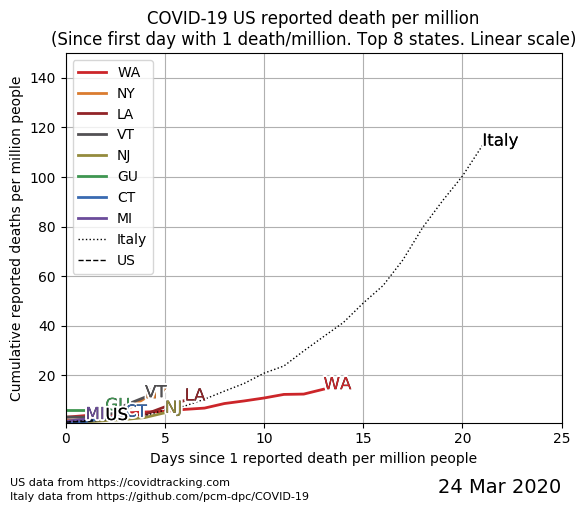 COVID-19 US reported death per million
(Since first day with 1 death/million. Top 8 states. Linear scale)
Cumulative reported deaths per million people
140
120
100
80
60
40
20
WA
NY
LA
VT
NJ
GU
CT
MI
Italy
US
Italy
WA
VT
LA
GU
NJ
CT
MI
US
0
5
10
15
20
25
Days since 1 reported death per million people
US data from https://covidtracking.com
Italy data from https://github.com/pcm-dpc/COVID-19
24 Mar 2020